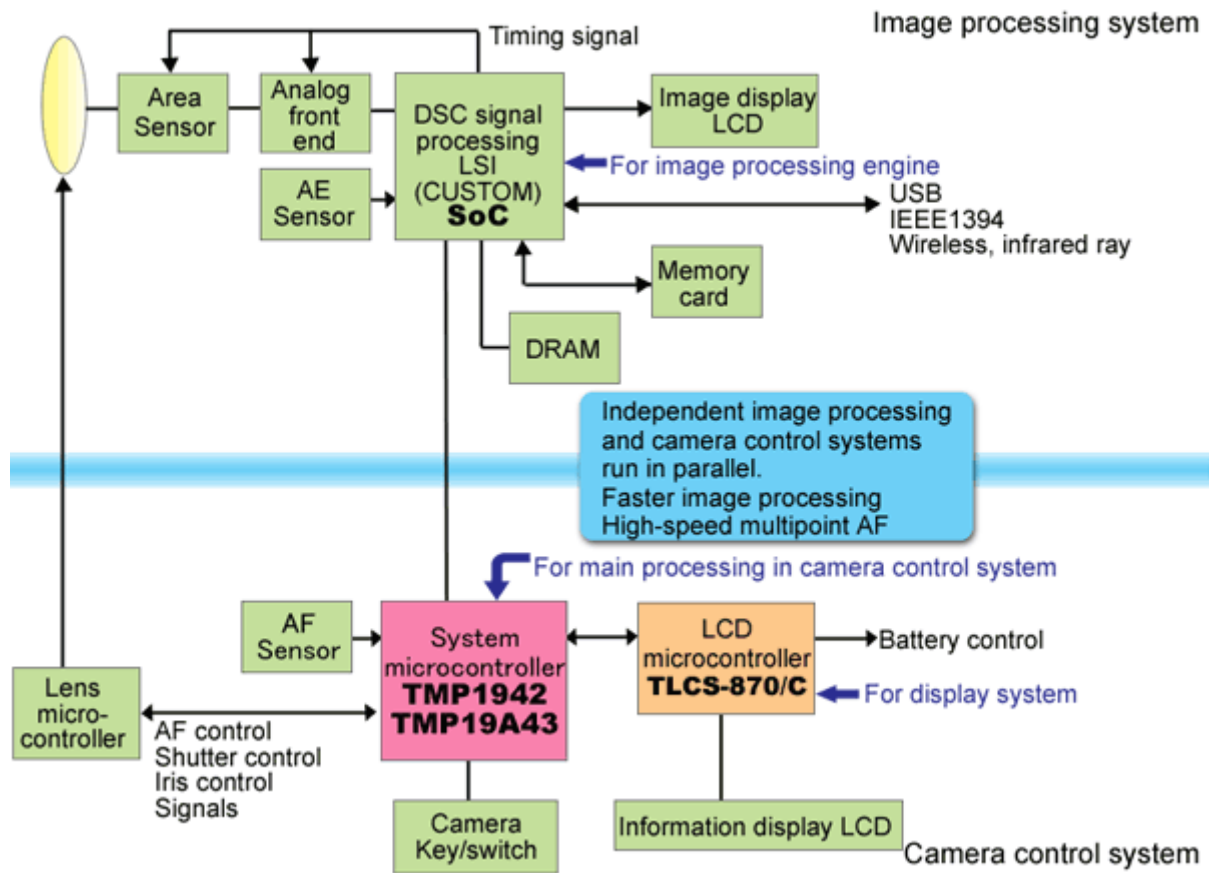 Image processing system
Timing signal
Area
Sensor
Analog
front
end
DSC signal
processing
LSI
(CUSTOM)
SoC
Image display
LCD
For image processing engine
AE
Sensor
USB
IEEE1394
Wireless, infrared ray
Memory
card
DRAM
Independent image processing
and camera control systems
run in parallel.
Faster image processing
High-speed multipoint AF
For main processing in camera control system
AF
Sensor
System
microcontroller
TMP1942
TMP19A43
LCD
microcontroller
TLCS-870/C
Battery control
For display system
Lens
micro-
controller
AF control
Shutter control
Iris control
Signals
Camera
Key/switch
Information display LCD
Camera control system